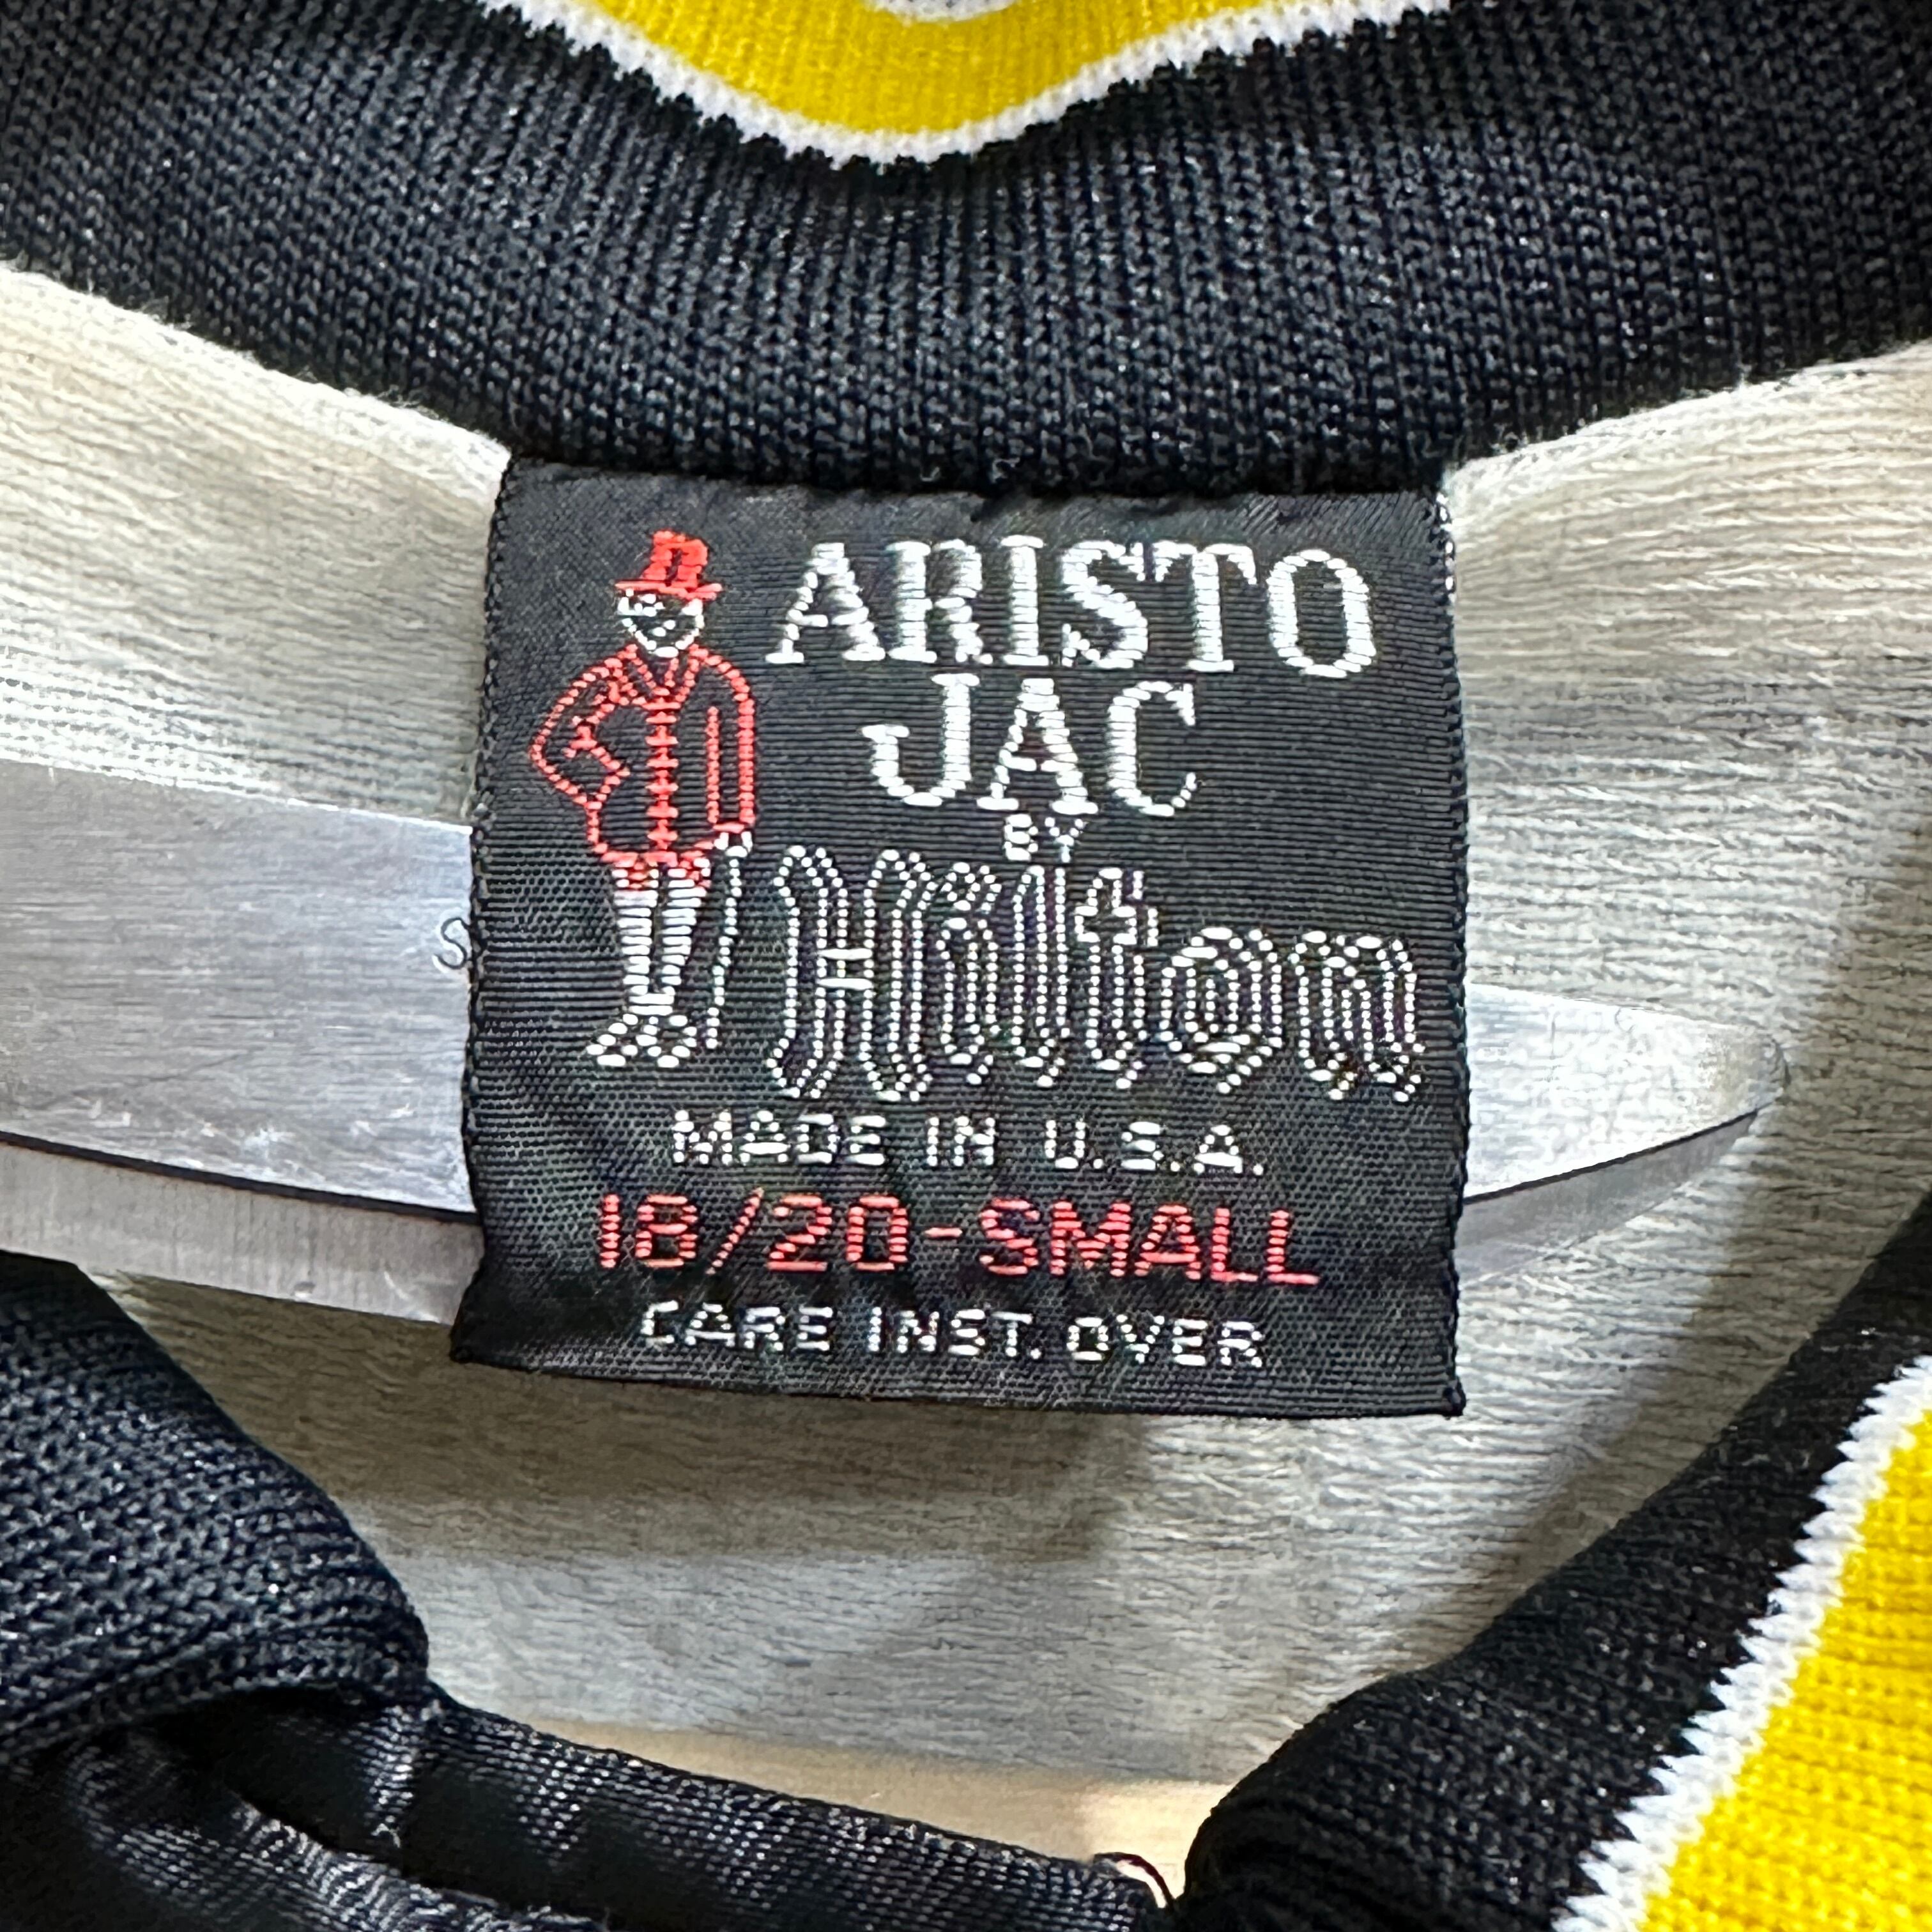 ARISTO
JAC
BY
Hilton
MADE IN U.S.A.
18/20-SMALL
CARE INST. OVER
S